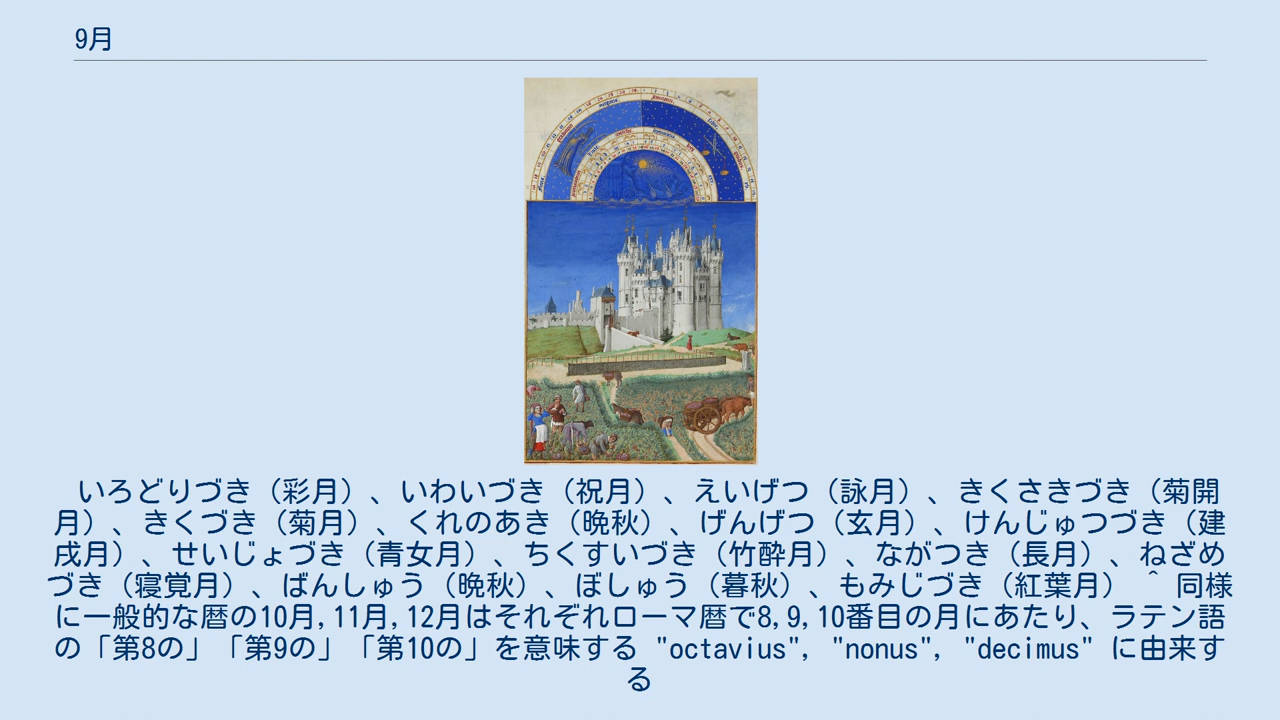 9月
いろどりづき（彩月）、いわいづき（祝月）、えいげつ（詠月）、きくさきづき（菊開
月）、きくづき（菊月）、くれのあき（晩秋）、げんげつ（玄月）、けんじゅつづき（建
戌月）、せいじょづき（青女月）、ちくすいづき（竹酔月）、ながつき（長月）、ねざめ
づき（寝覚月）、ばんしゅう（晩秋）、ぼしゅう（暮秋）、もみじづき（紅葉月） ^ 同様
に一般的な暦の10月,11月,12月はそれぞれローマ暦で8,9,10番目の月にあたり、ラテン語
の「第8の」「第9の」「第10の」を意味する "octavius", "nonus", "decimus" に由来す
る